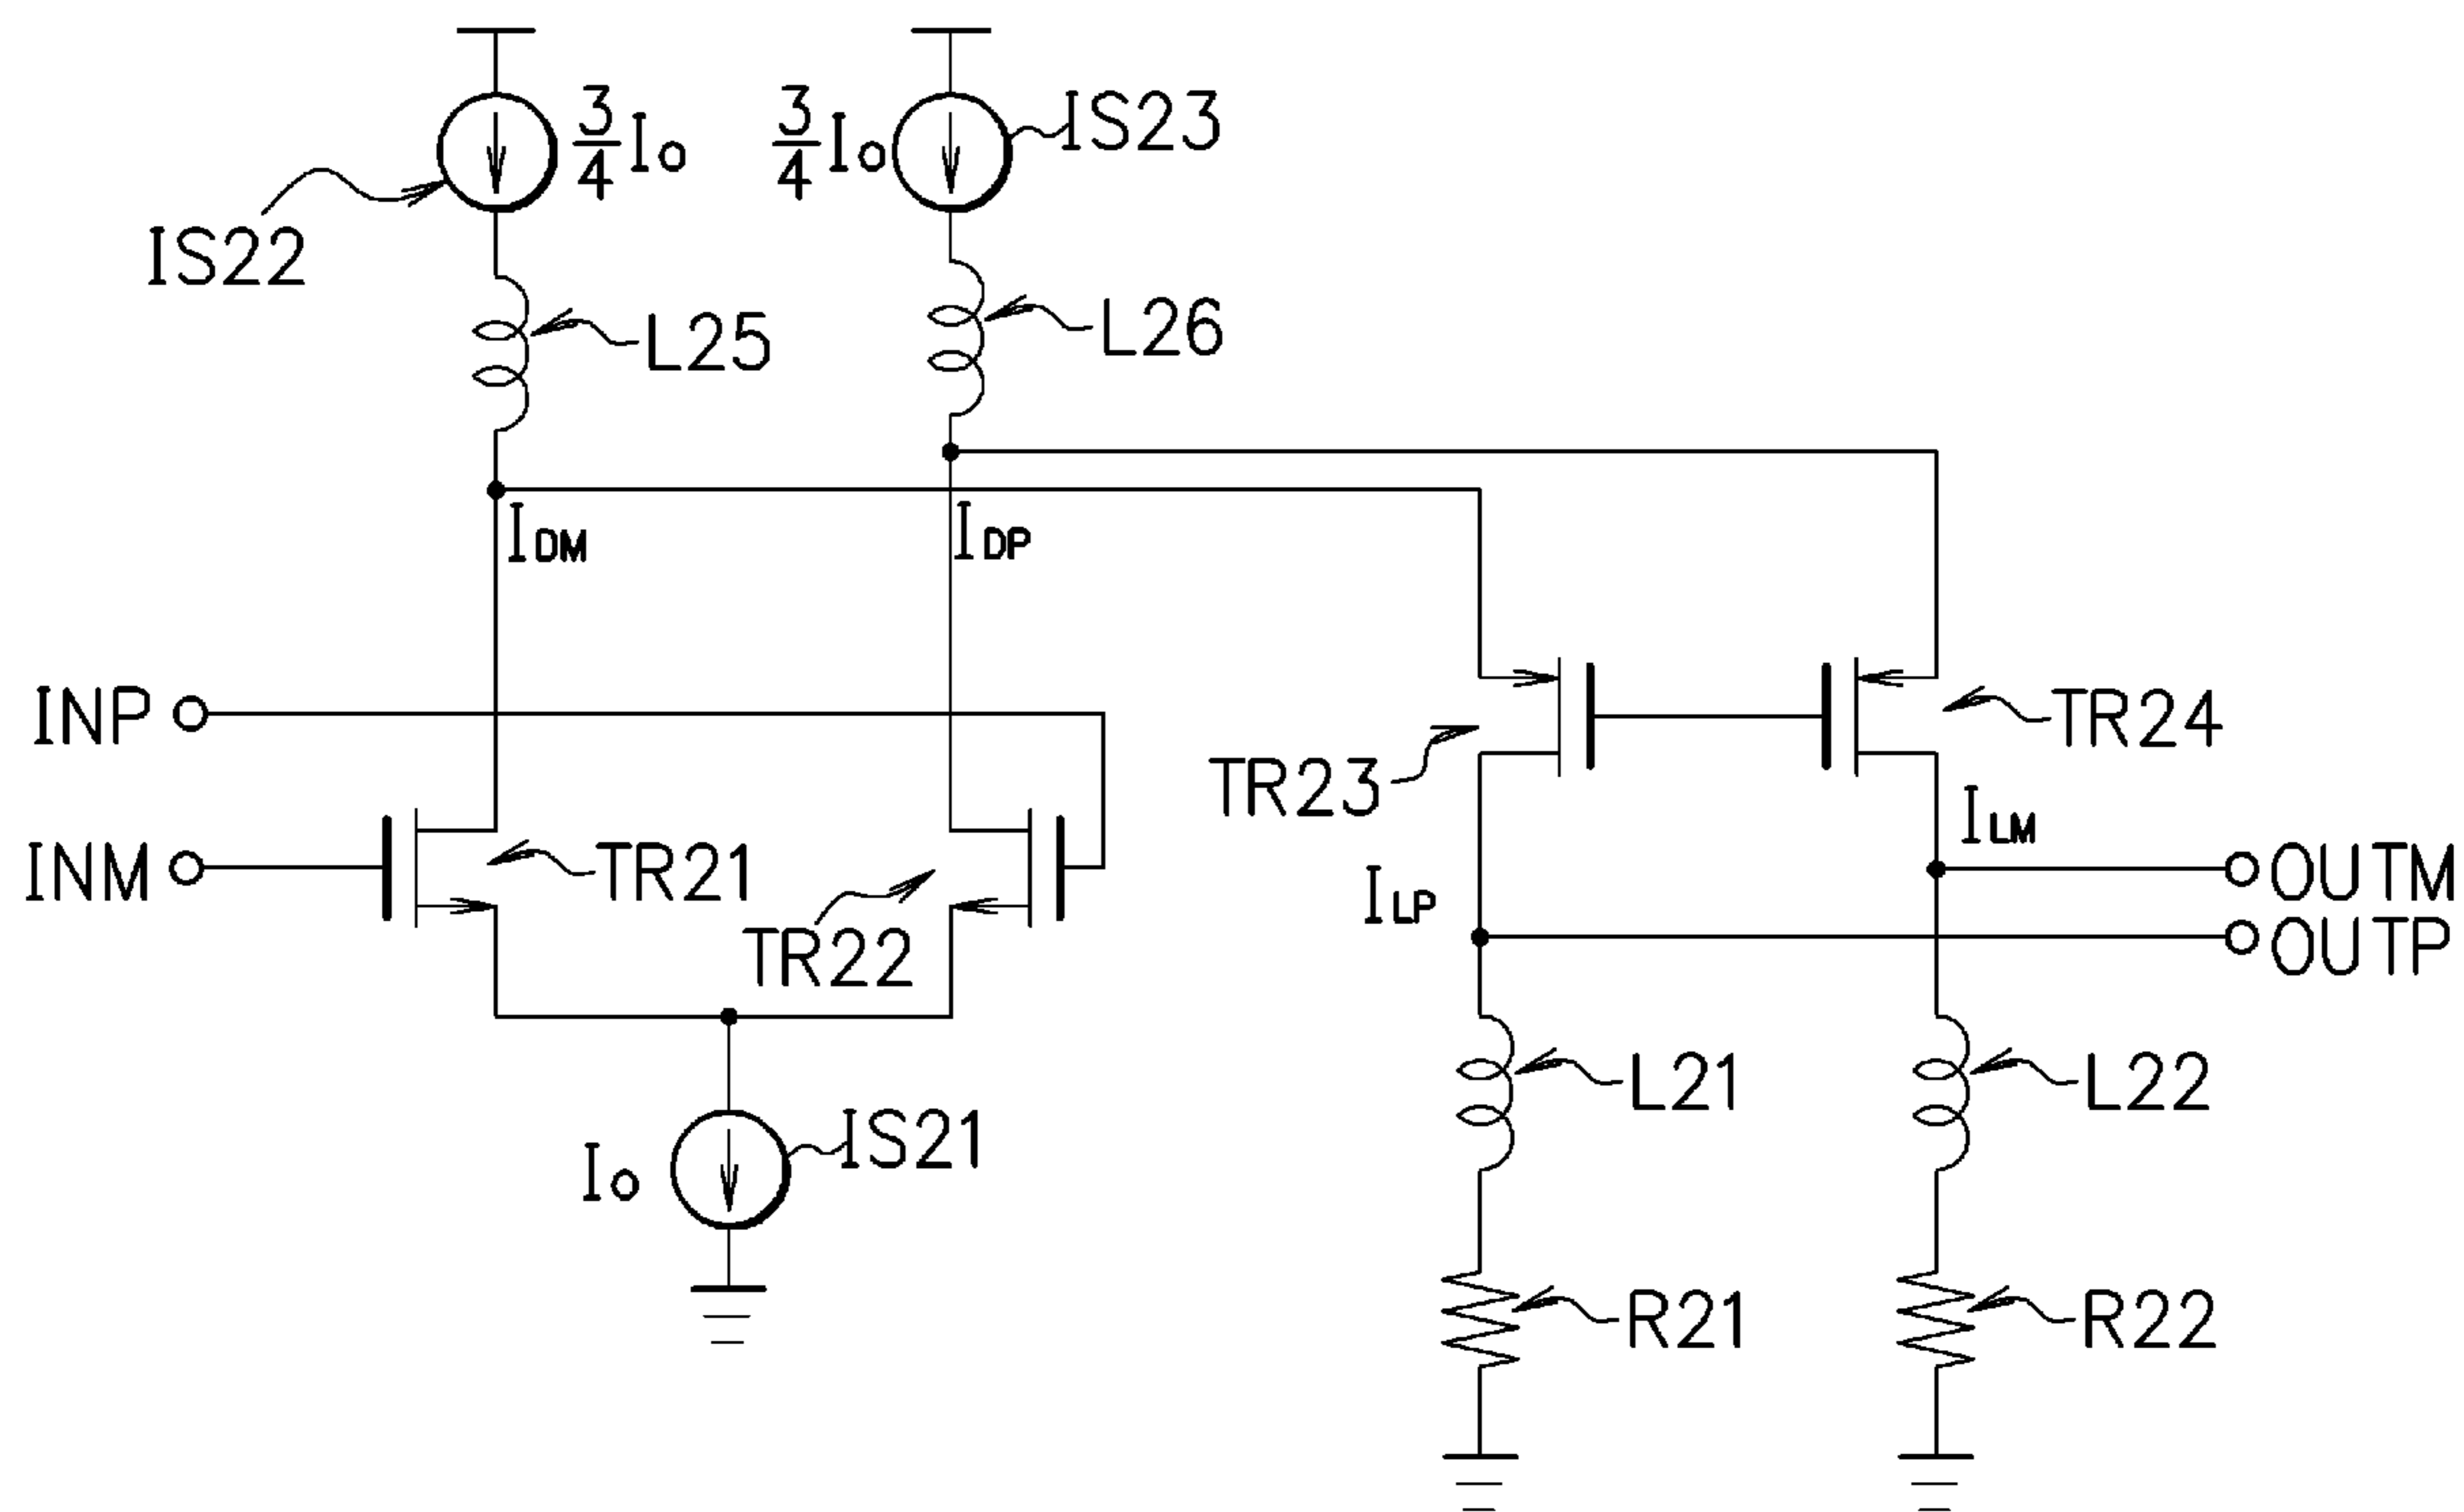 3/4 Io
3/4 Io
IS23
IS22
L25
L26
IDM
IDP
INP
TR24
TR23
ILM
INM
TR21
OUTM
ILP
TR22
OUTP
L21
L22
IS21
Io
R21
R22